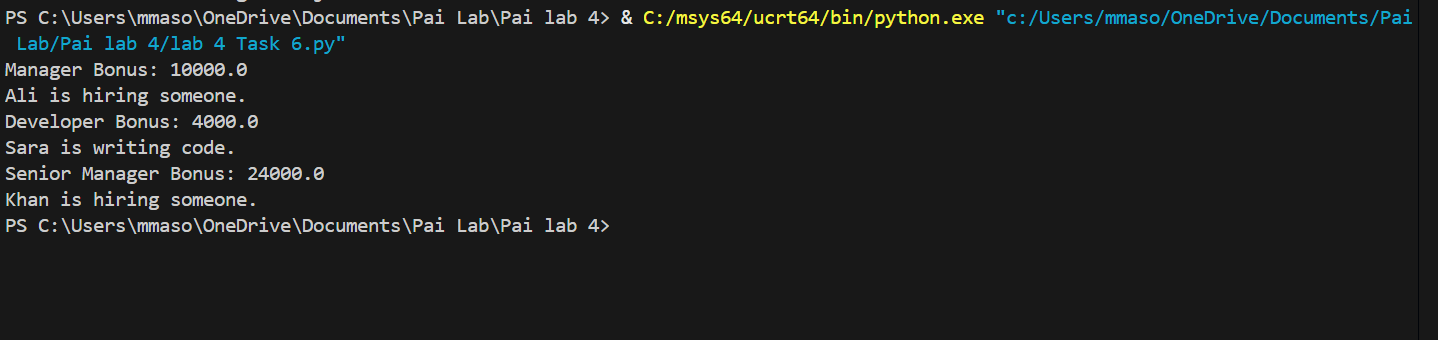 PS C:\Users\mmaso\OneDrive\Documents\Pai Lab\Pai lab 4> & C:/msys64/ucrt64/bin/python.exe "c:/Users/mmaso/OneDrive/Documents/Pai
 Lab/Pai lab 4/lab 4 Task 6.py"
Manager Bonus: 10000.0
Ali is hiring someone.
Developer Bonus: 4000.0
Sara is writing code.
Senior Manager Bonus: 24000.0
Khan is hiring someone.
PS C:\Users\mmaso\OneDrive\Documents\Pai Lab\Pai lab 4>